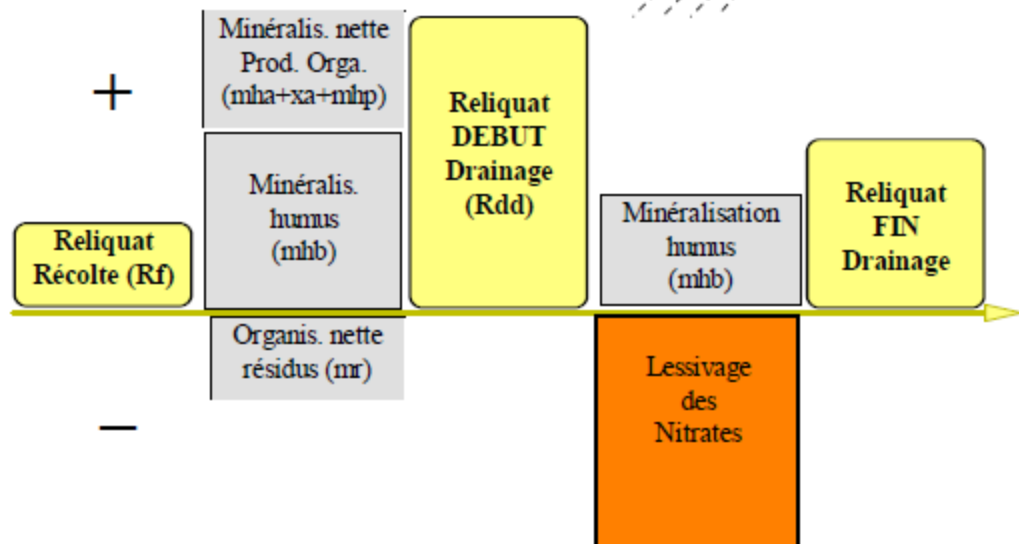 +
Minéralis. nette
Prod. Orga.
(mha+xa+mhp)
Minéralis.
humus
(mhb)
Reliquat
Récolte (Rf)
Organis. nette
résidus (mr)
–
Reliquat
DEBUT
Drainage
(Rdd)
Minéralisation
humus
(mhb)
Lessivage
des
Nitrates
Reliquat
FIN
Drainage